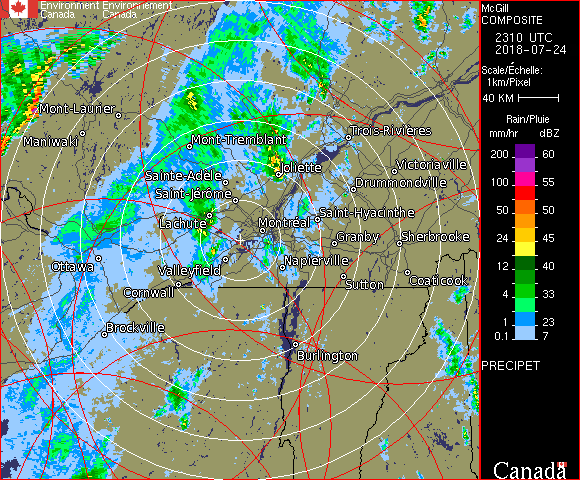 Environment Environnement
Canada Canada
McGill
COMPOSITE
2310 UTC
2018-07-24
Scale/Échelle:
1km/Pixel
40 KM
Rain/Pluie
mm/hr dBZ
200 60
100 55
50 50
24 45
12 40
8 33
4 30
1 23
0.1 7
PRECIPET
Canada
Mont-Laurier
Maniwaki
Mont-Tremblant
Trois-Rivières
Joliette
Victoriaville
Sainte-Adèle
Drummondville
Saint-Jérôme
Saint-Hyacinthe
Lachute
Montréal
Granby
Sherbrooke
Ottawa
Valleyfield
Napierville
Cornwall
Sutton
Coaticook
Brockville
Burlington